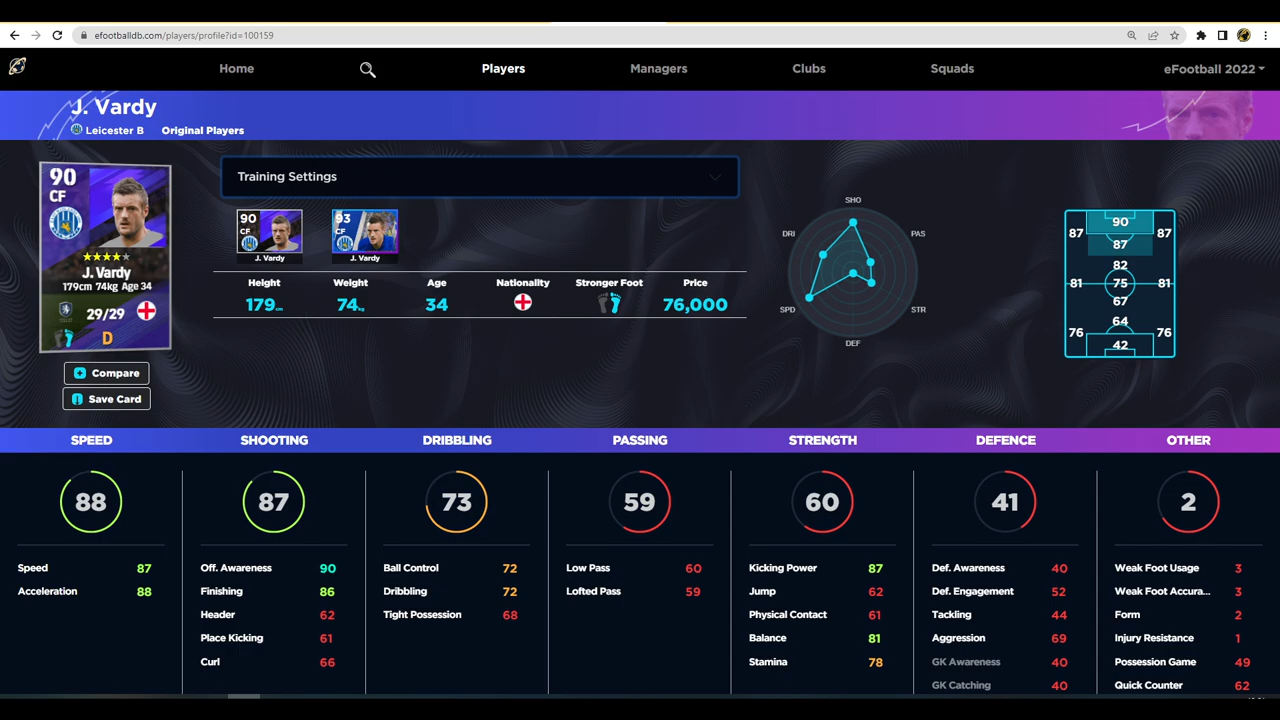 efootballdb.com/players/profile?id=100159
Home Players Managers Clubs Squads eFootball 2022
J. Vardy
Leicester B Original Players
90
CF
J. Vardy
179cm 74kg Age 34
29/29
D
Compare
Save Card
Training Settings
90 CF J. Vardy
93 CF J. Vardy
Height Weight Age Nationality Stronger Foot Price
179cm 74kg 34 76,000
SHO
DRI PAS
SPD STR
DEF
90
87 87
87
82
81 75 81
67
64
76 76
42
SPEED SHOOTING DRIBBLING PASSING STRENGTH DEFENCE OTHER
88 87 73 59 60 41 2
Speed 87 Off. Awareness 90 Ball Control 72 Low Pass 60 Kicking Power 87 Def. Awareness 40 Weak Foot Usage 3
Acceleration 88 Finishing 86 Dribbling 72 Lofted Pass 59 Jump 62 Def. Engagement 52 Weak Foot Accura... 3
Header 62 Tight Possession 68 Physical Contact 61 Tackling 44 Form 2
Place Kicking 61 Balance 81 Aggression 69 Injury Resistance 1
Curl 66 Stamina 78 GK Awareness 40 Possession Game 49
GK Catching 40 Quick Counter 62